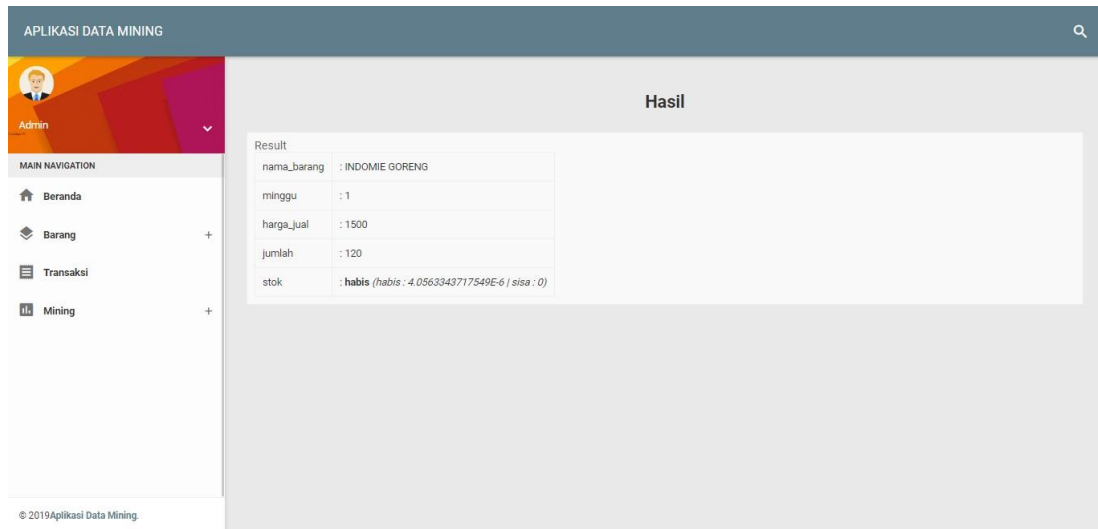 APLIKASI DATA MINING
Admin
MAIN NAVIGATION
Beranda
Barang +
Transaksi
Mining +
© 2019Aplikasi Data Mining.
Hasil
Result
nama_barang : INDOMIE GORENG
minggu : 1
harga_jual : 1500
jumlah : 120
stok : habis (habis : 4.0563343717549E-6 | sisa : 0)